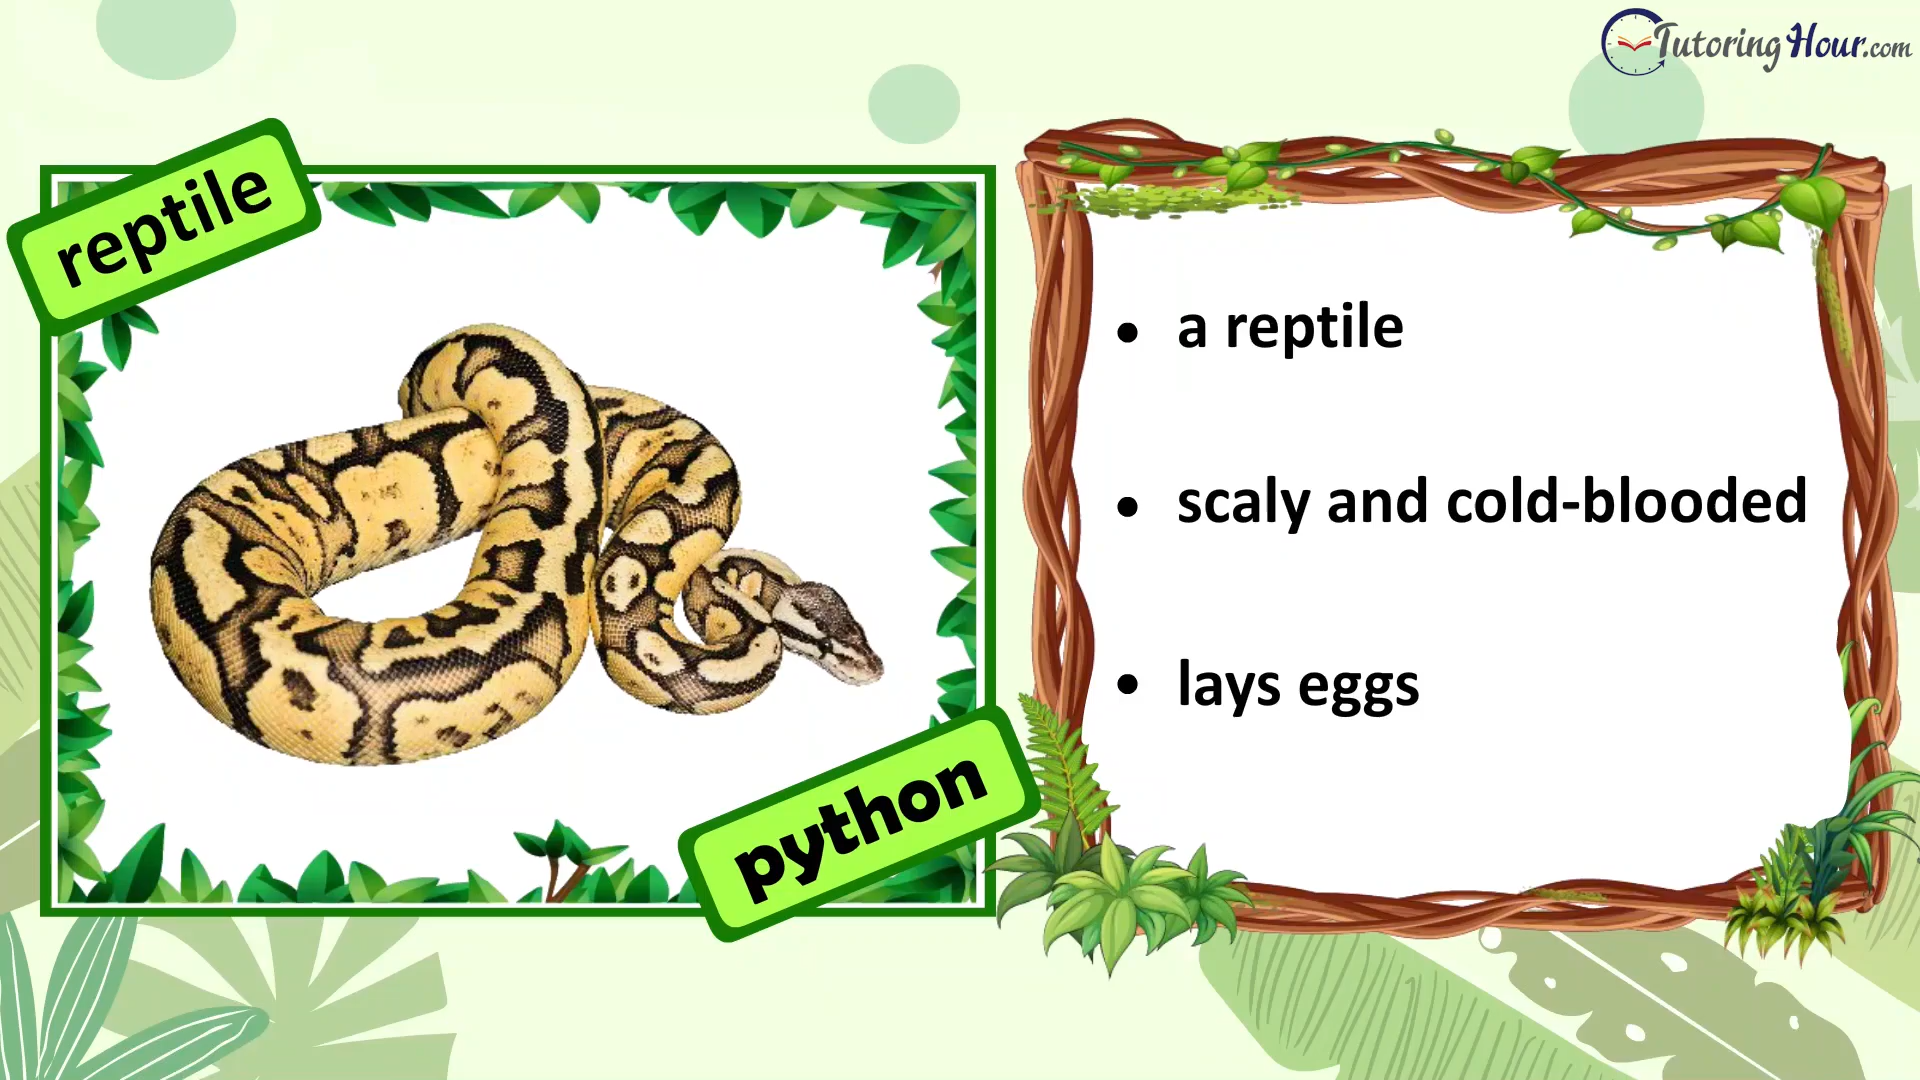 TutoringHour.com
reptile
python
• a reptile
• scaly and cold-blooded
• lays eggs